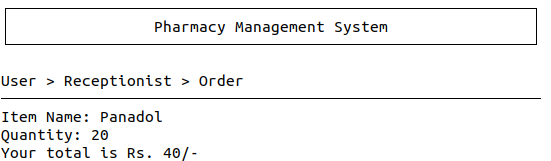 Pharmacy Management System
User > Receptionist > Order
Item Name: Panadol
Quantity: 20
Your total is Rs. 40/-